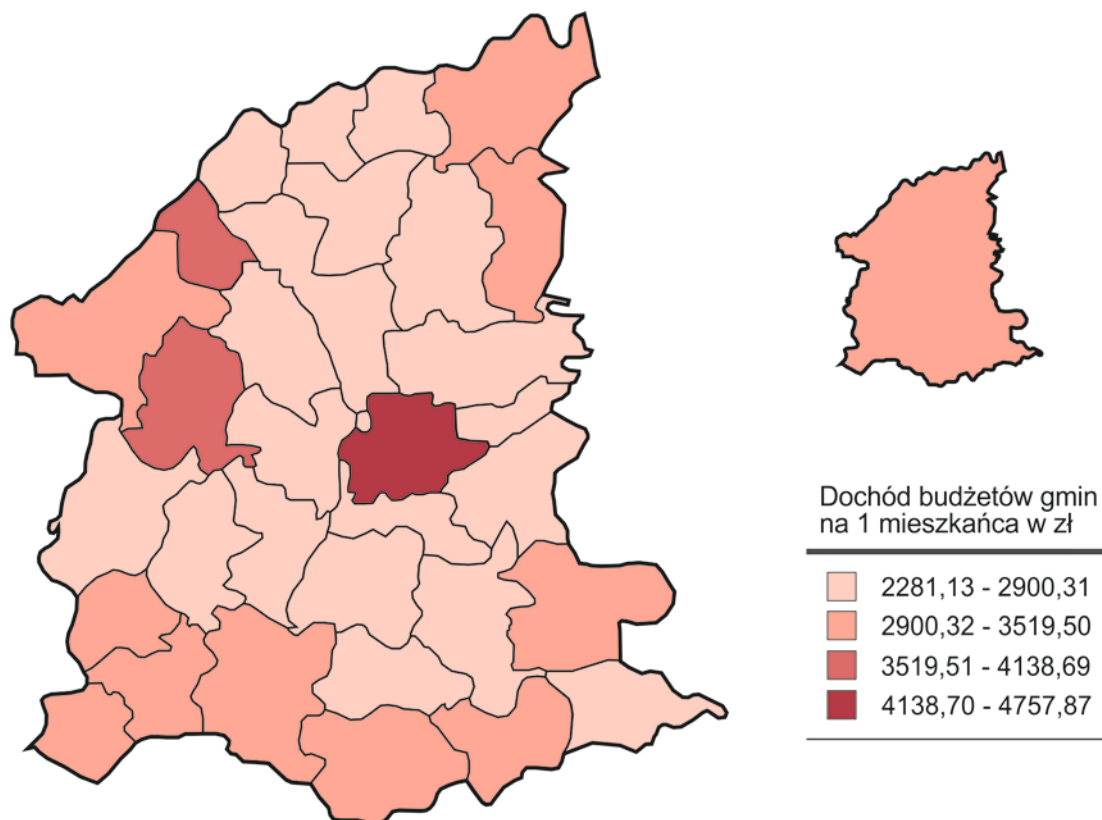 Dochód budżetów gmin
na 1 mieszkańca w zł
2281,13 - 2900,31
2900,32 - 3519,50
3519,51 - 4138,69
4138,70 - 4757,87